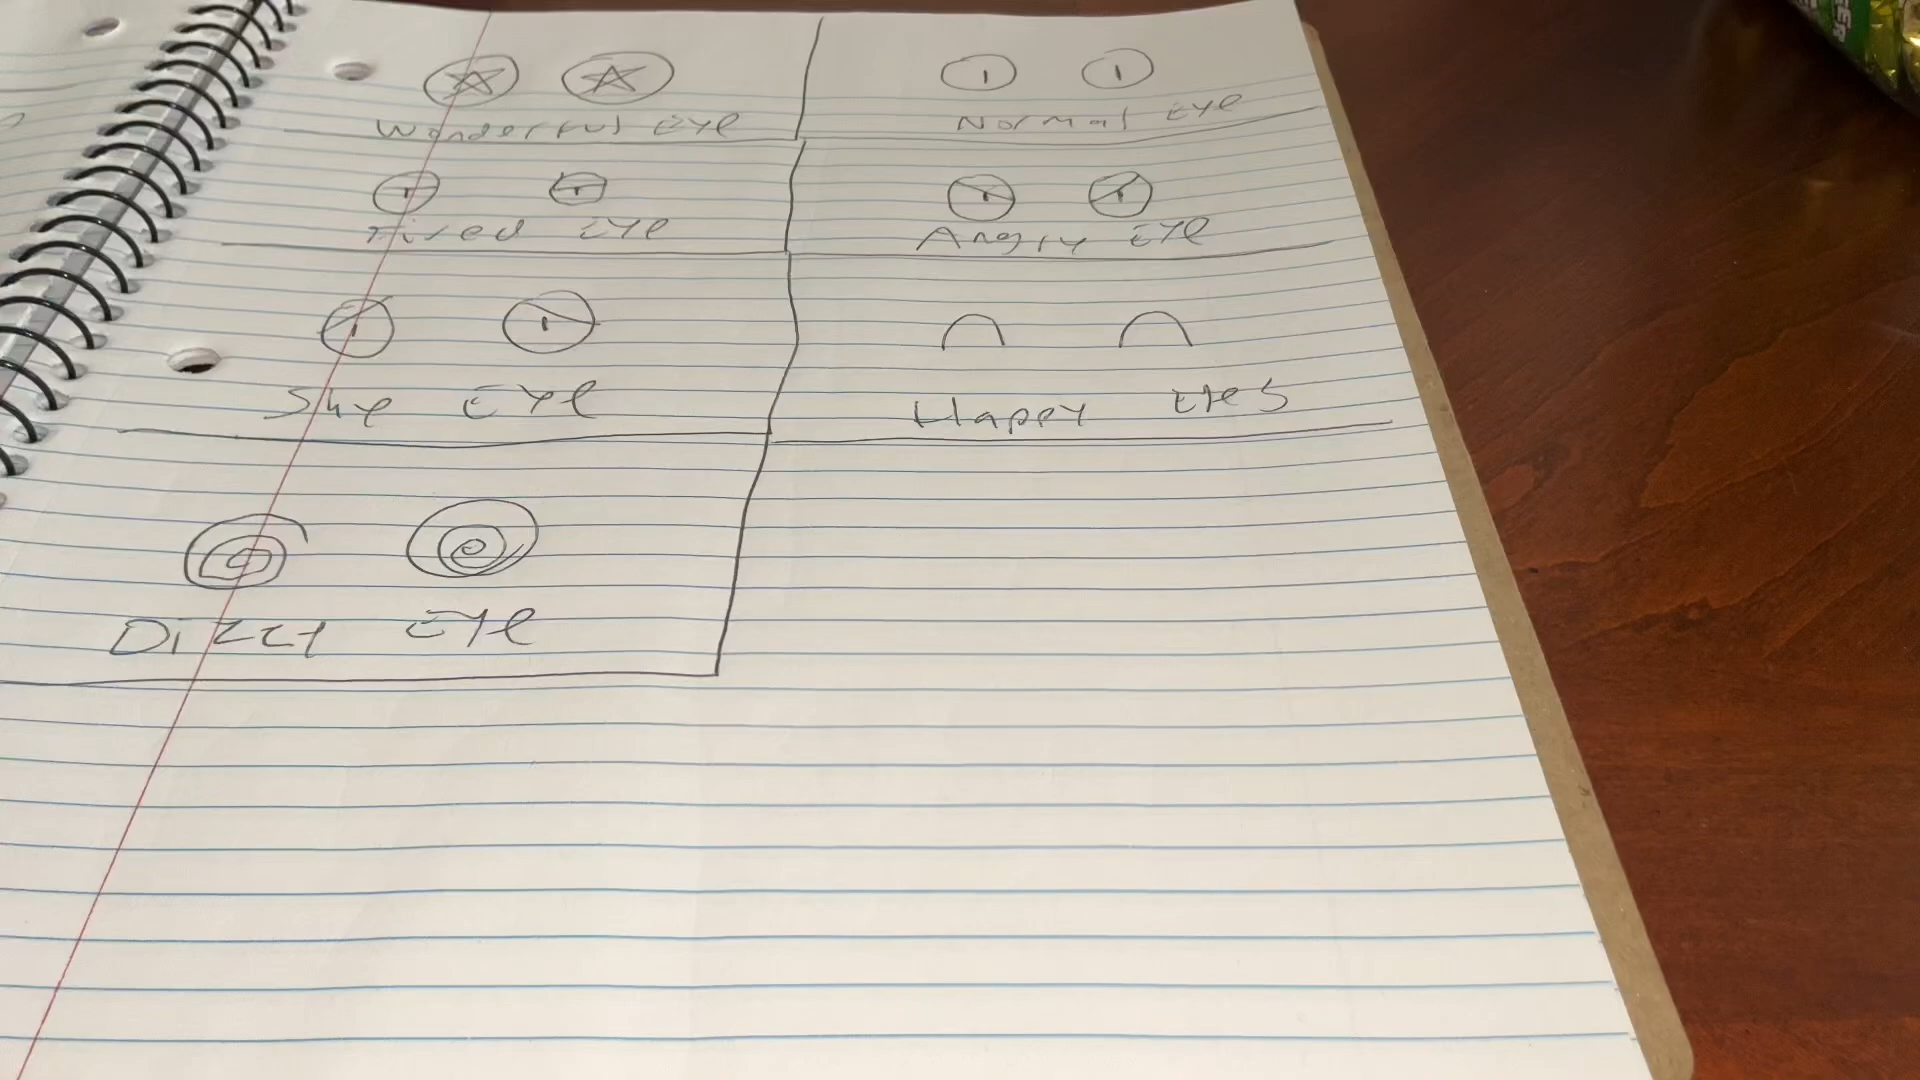 Wonderful Eye
Normal Eye
Tired Eye
Angry Eye
Shy Eye
Happy Eyes
Dizzy Eye